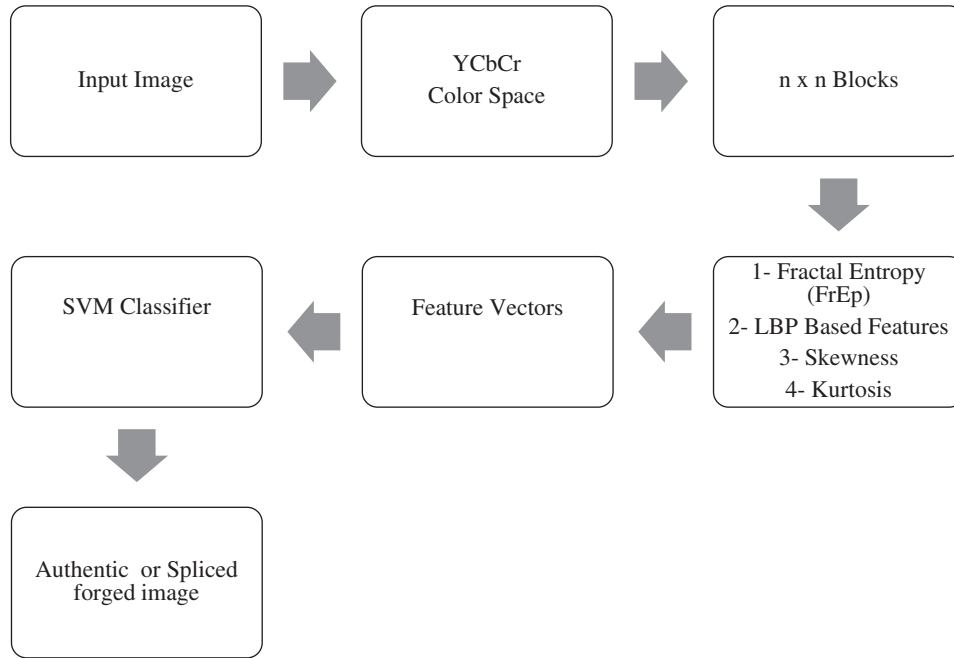 Input Image
YCbCr
Color Space
n x n Blocks
1- Fractal Entropy
(FrEp)
2- LBP Based Features
3- Skewness
4- Kurtosis
Feature Vectors
SVM Classifier
Authentic or Spliced
forged image